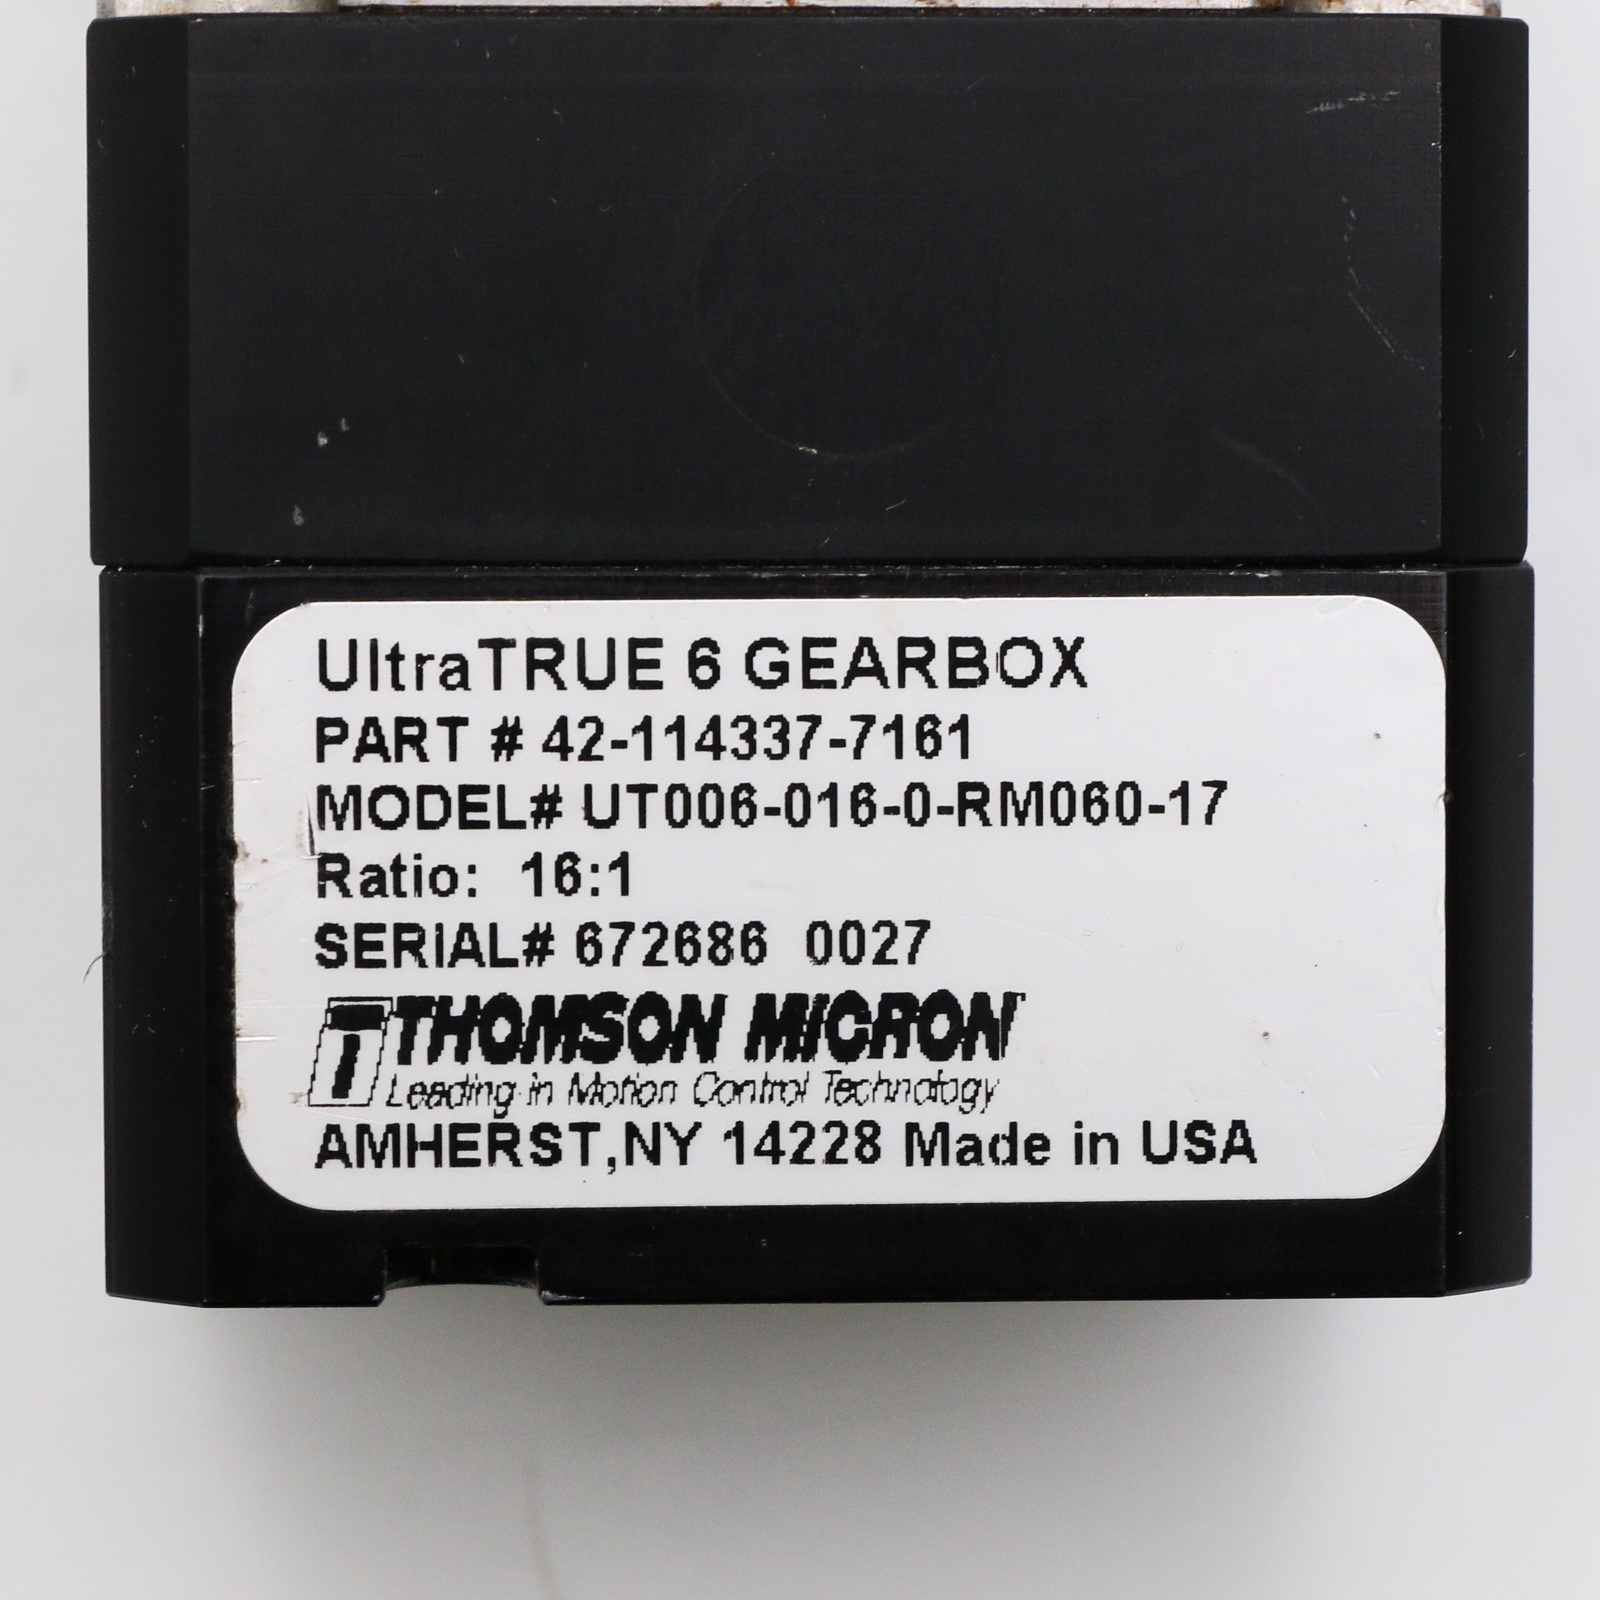 UltraTRUE 6 GEARBOX
PART # 42-114337-7161
MODEL# UT006-016-0-RM060-17
Ratio: 16:1
SERIAL# 672686 0027
T THOMSON MICRON
Leading in Motion Control Technology
AMHERST,NY 14228 Made in USA